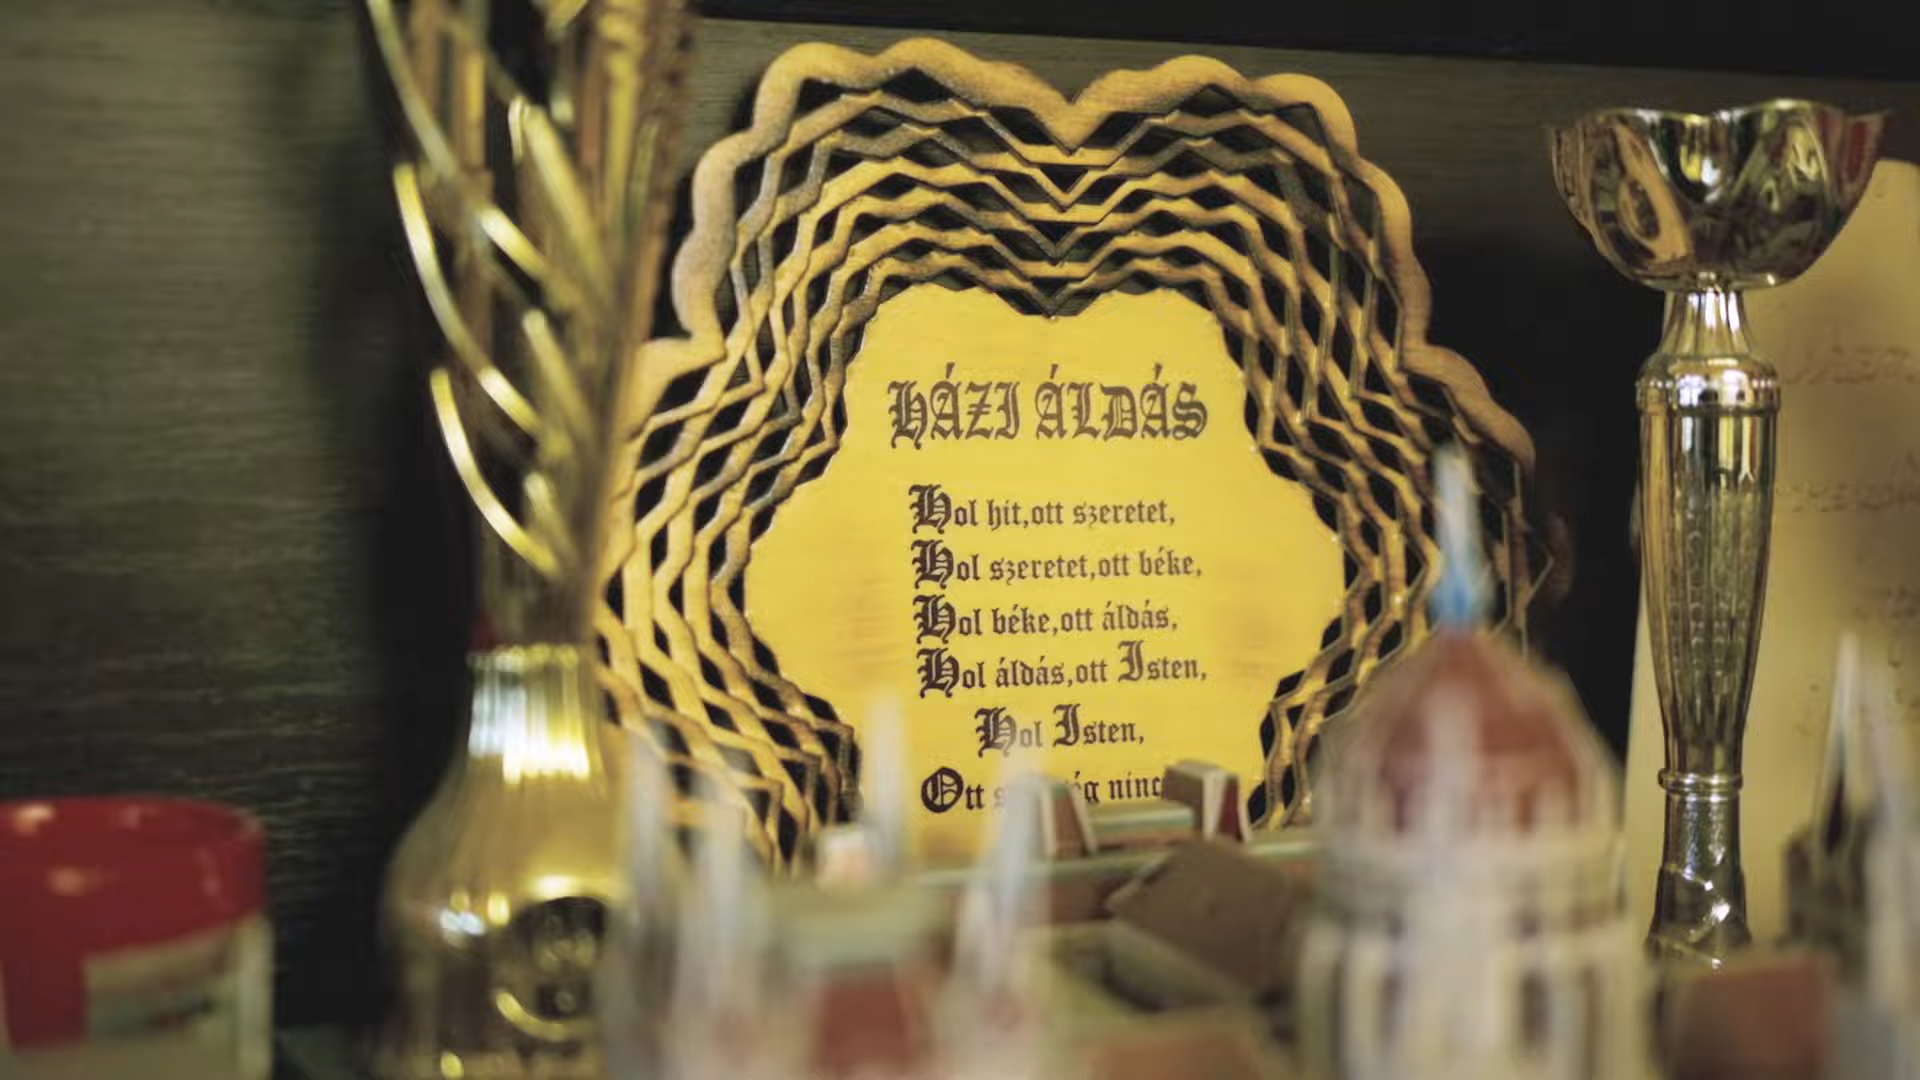 HÁZI ÁLDÁS
Hol hit,ott szeretet,
Hol szeretet,ott béke,
Hol béke,ott áldás,
Hol áldás,ott Isten,
Hol Isten,
Ott